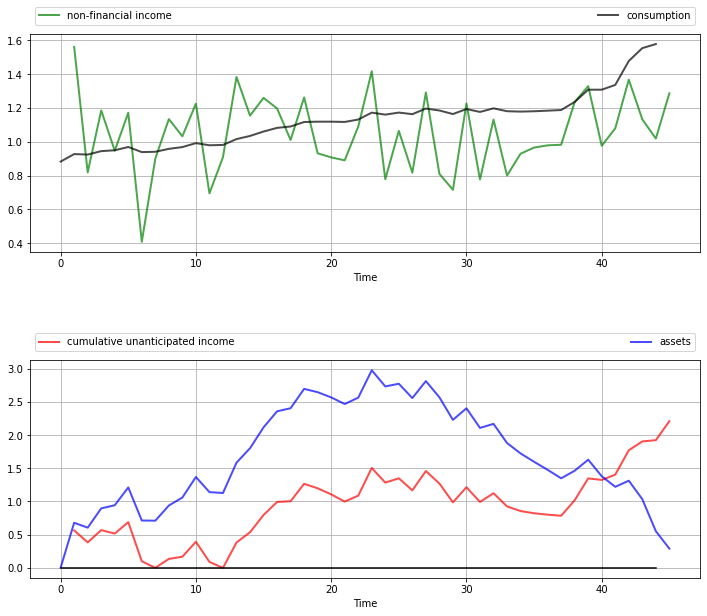 non-financial income consumption
1.6
1.4
1.2
1.0
0.8
0.6
0.4
0 10 20 30 40
Time
cumulative unanticipated income assets
3.0
2.5
2.0
1.5
1.0
0.5
0.0
0 10 20 30 40
Time